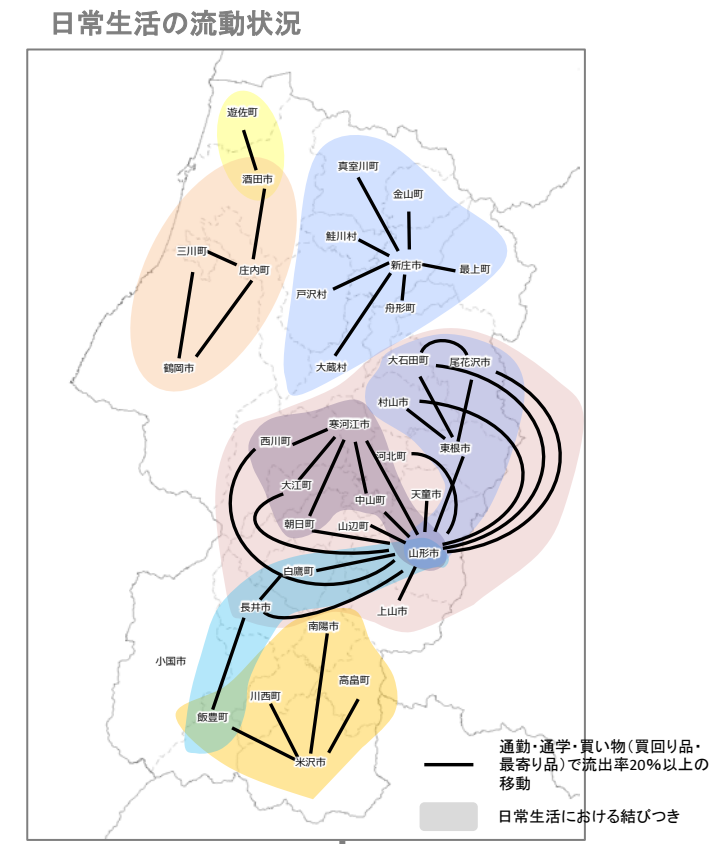 日常生活の流動状況
遊佐町
酒田市
真室川町
金山町
鮭川村
三川町
庄内町
新庄市
最上町
戸沢村
舟形町
鶴岡市
大蔵村
大石田町
尾花沢市
村山市
寒河江市
西川町
河北町
東根市
大江町
中山町
天童市
朝日町
山辺町
山形市
白鷹町
長井市
上山市
南陽市
小国市
高畠町
川西町
飯豊町
米沢市
通勤・通学・買い物（買回り品・
最寄り品）で流出率20%以上の
移動
日常生活における結びつき